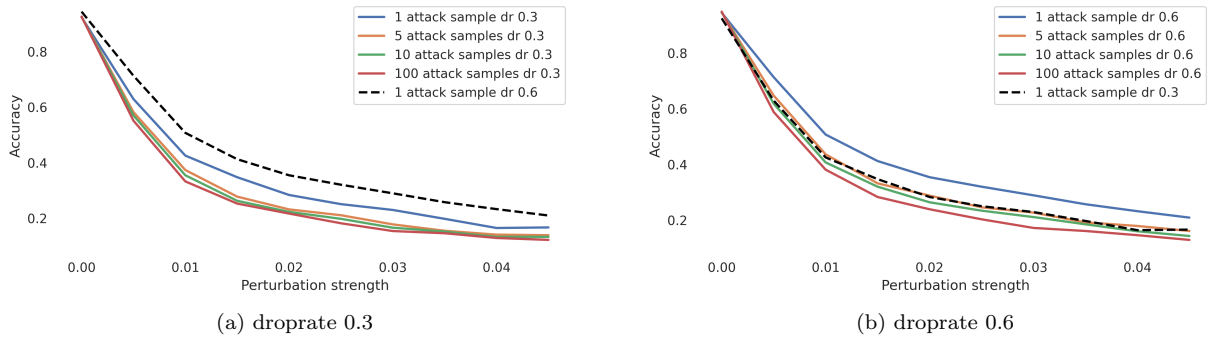 Accuracy
0.8
0.6
0.4
0.2
0.00 0.01 0.02 0.03 0.04
Perturbation strength
1 attack sample dr 0.3
5 attack samples dr 0.3
10 attack samples dr 0.3
100 attack samples dr 0.3
1 attack sample dr 0.6
(a) droprate 0.3
Accuracy
0.8
0.6
0.4
0.2
0.00 0.01 0.02 0.03 0.04
Perturbation strength
1 attack sample dr 0.6
5 attack samples dr 0.6
10 attack samples dr 0.6
100 attack samples dr 0.6
1 attack sample dr 0.3
(b) droprate 0.6